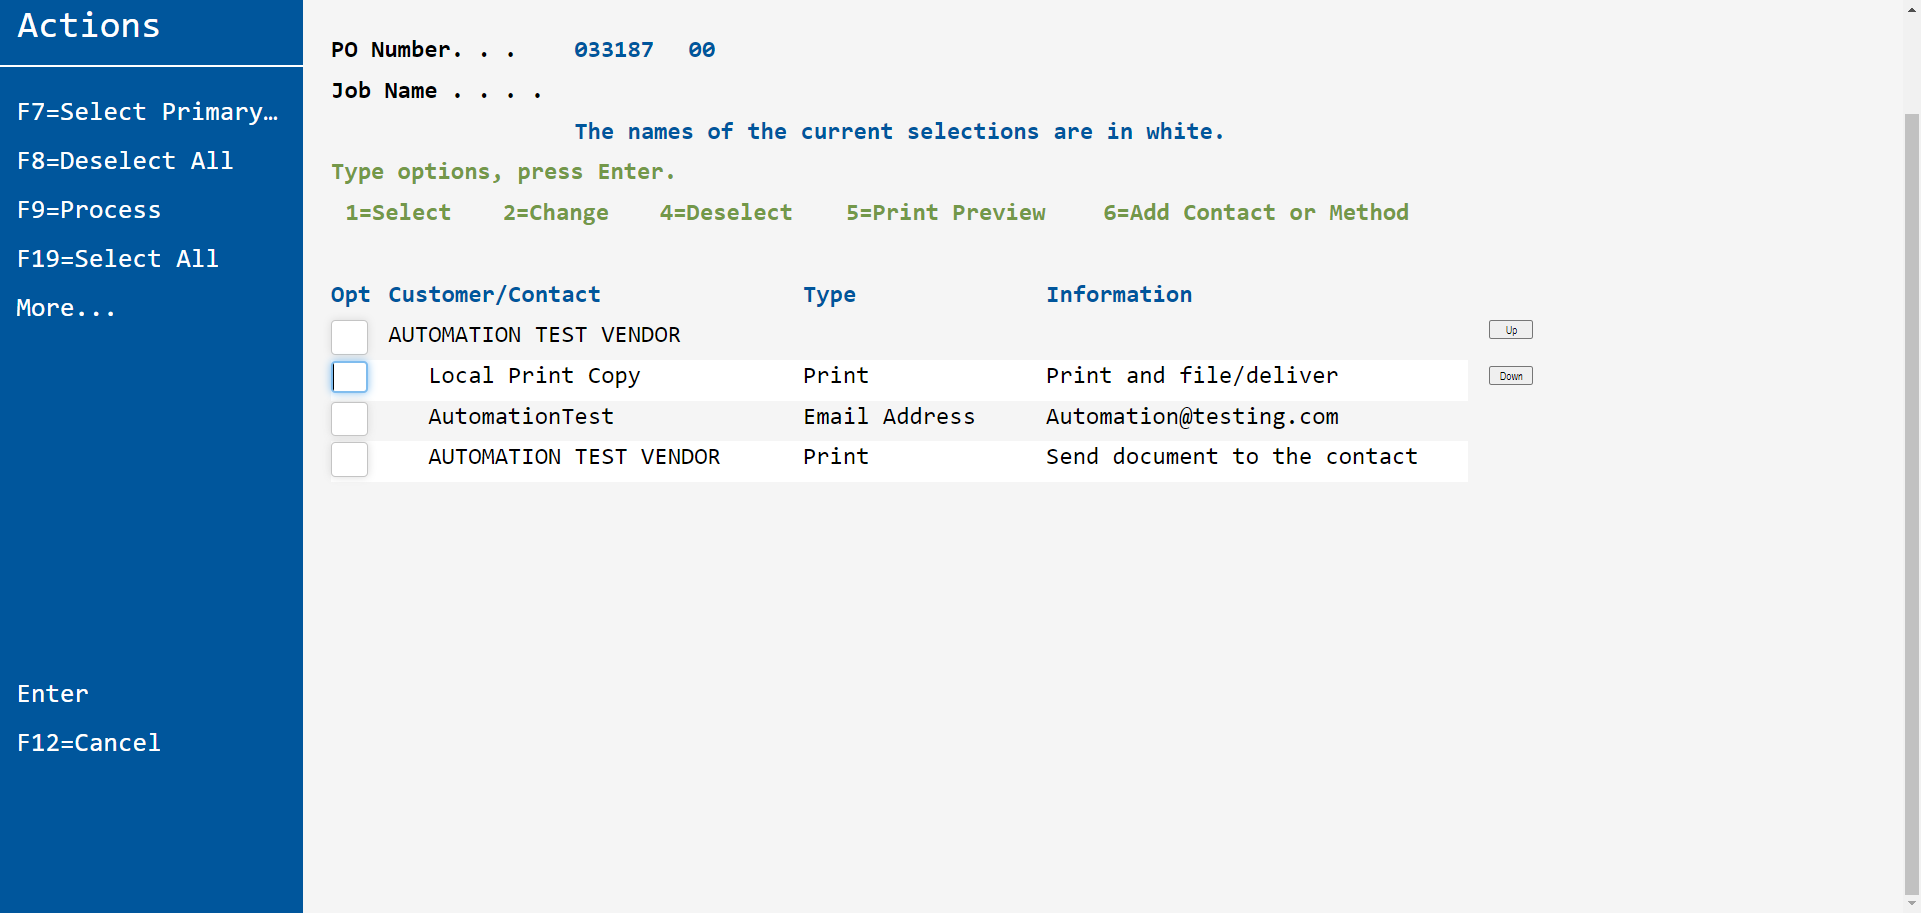 Actions
F7=Select Primary…
F8=Deselect All
F9=Process
F19=Select All
More...
Enter
F12=Cancel
PO Number. . . 033187 00
Job Name . . . .
The names of the current selections are in white.
Type options, press Enter.
1=Select 2=Change 4=Deselect 5=Print Preview 6=Add Contact or Method
Opt Customer/Contact Type Information
AUTOMATION TEST VENDOR Up
Local Print Copy Print Print and file/deliver Down
AutomationTest Email Address Automation@testing.com
AUTOMATION TEST VENDOR Print Send document to the contact